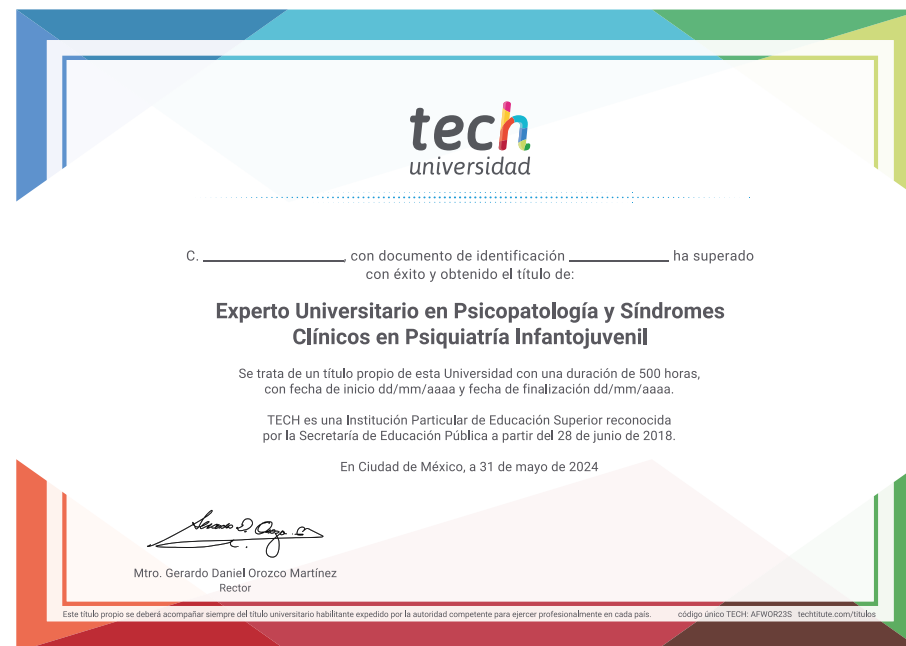 tech
universidad
C. ____________, con documento de identificación ____________ ha superado
con éxito y obtenido el título de:
Experto Universitario en Psicopatología y Síndromes
Clínicos en Psiquiatría Infantojuvenil
Se trata de un título propio de esta Universidad con una duración de 500 horas,
con fecha de inicio dd/mm/aaaa y fecha de finalización dd/mm/aaaa.
TECH es una Institución Particular de Educación Superior reconocida
por la Secretaría de Educación Pública a partir del 28 de junio de 2018.
En Ciudad de México, a 31 de mayo de 2024
Mtro. Gerardo Daniel Orozco Martínez
Rector
Este título propio se deberá acompañar siempre del título universitario habilitante expedido por la autoridad competente para ejercer profesionalmente en cada país. código único TECH: AFWOR23S techtitute.com/titulos